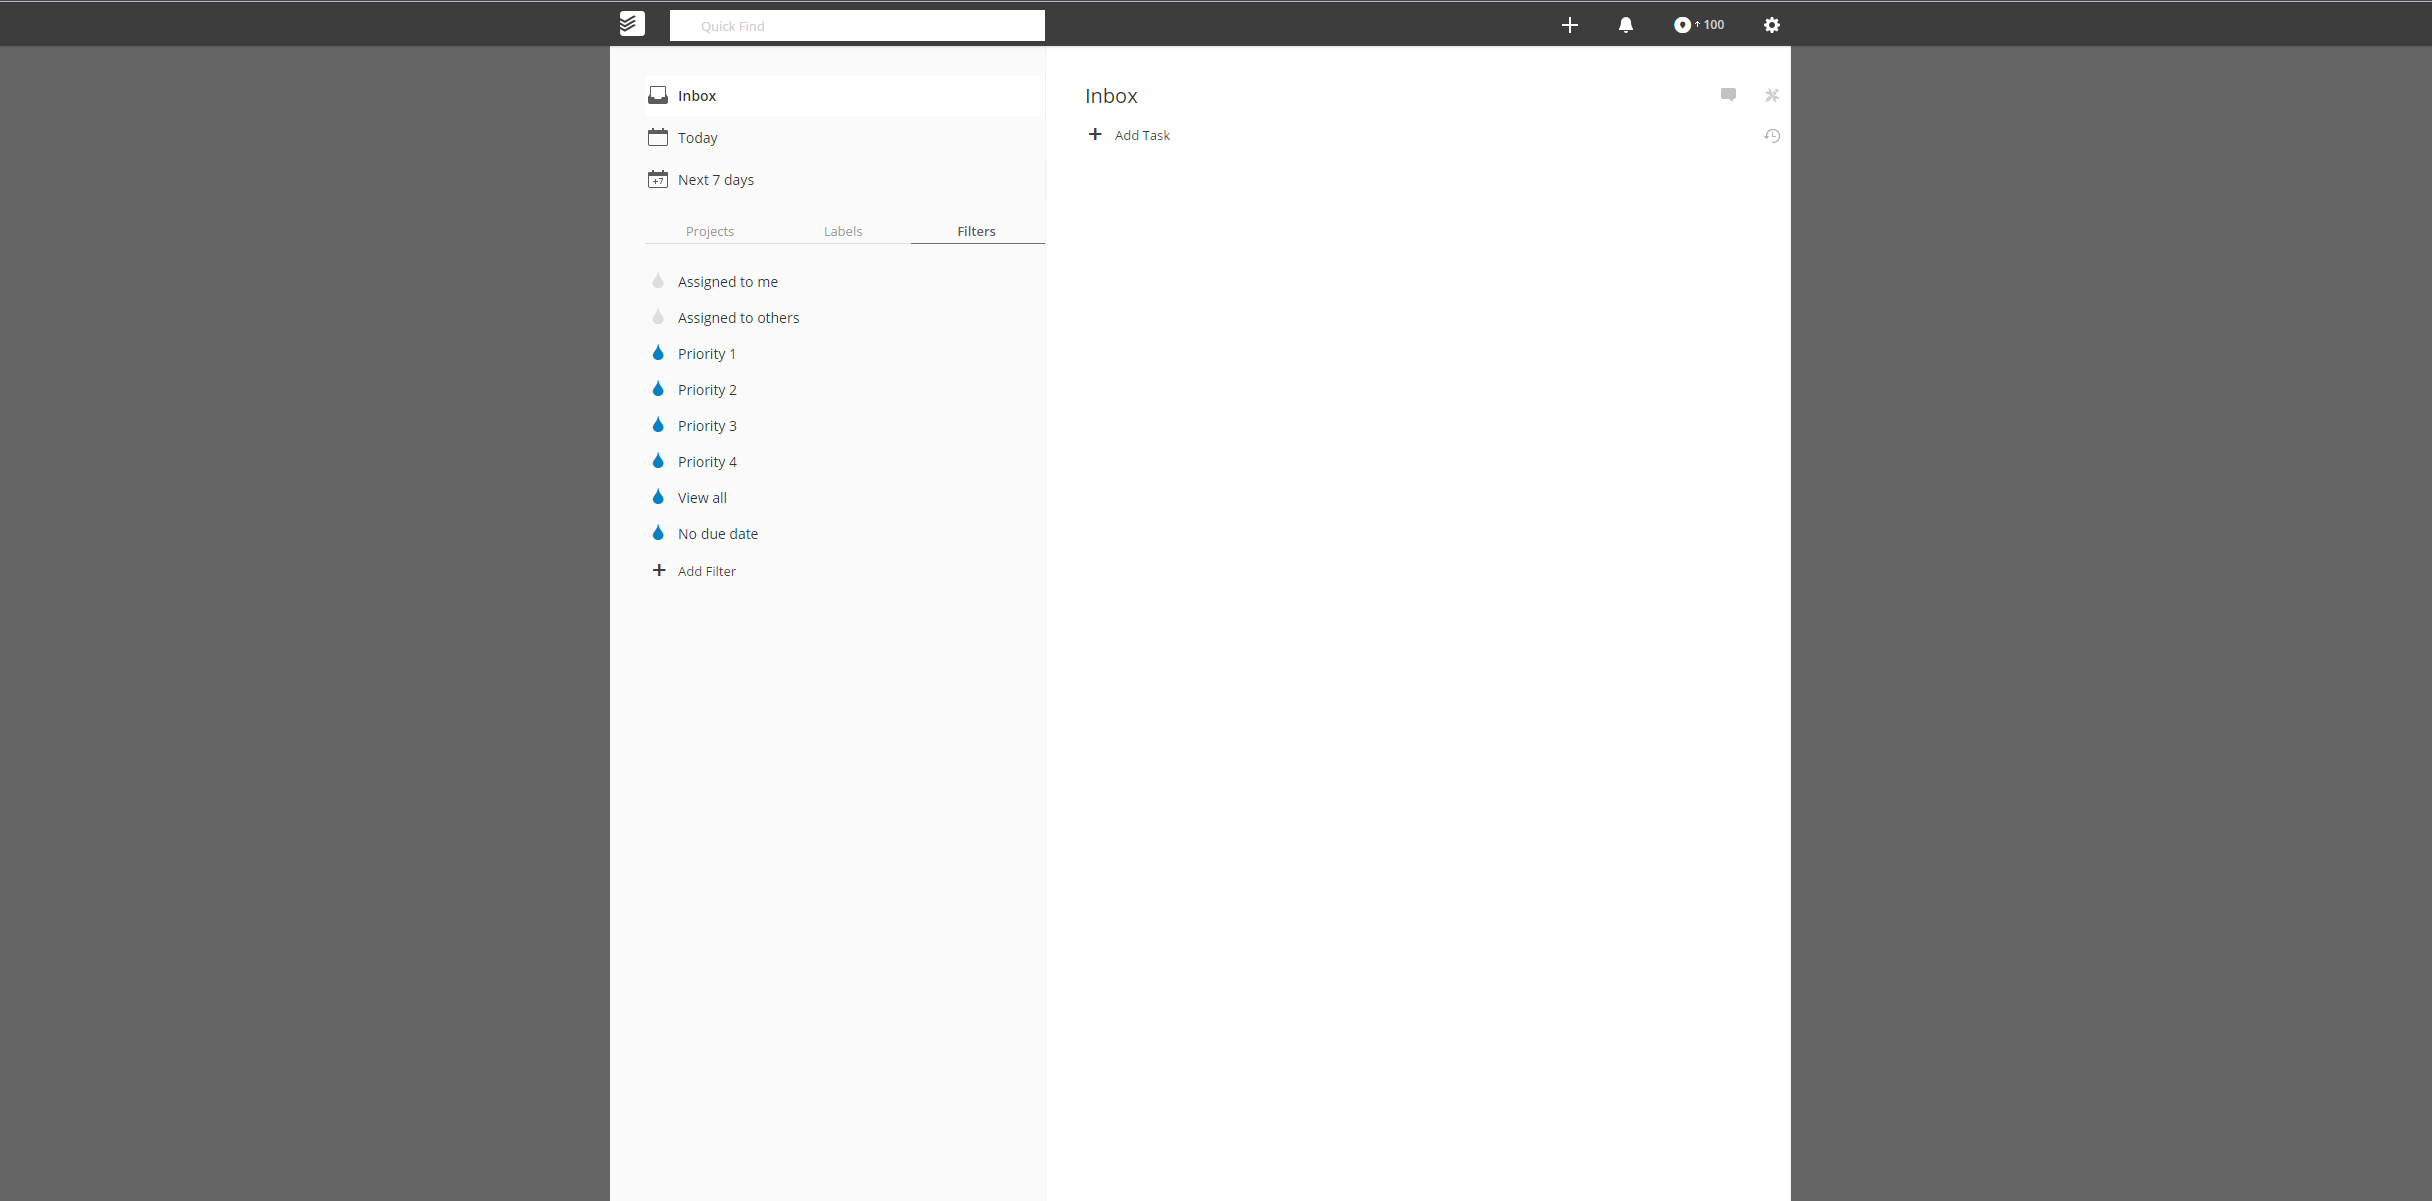 Quick Find
↑ 100
Inbox
Today
+7 Next 7 days
Projects Labels Filters
Assigned to me
Assigned to others
Priority 1
Priority 2
Priority 3
Priority 4
View all
No due date
+ Add Filter
Inbox
+ Add Task